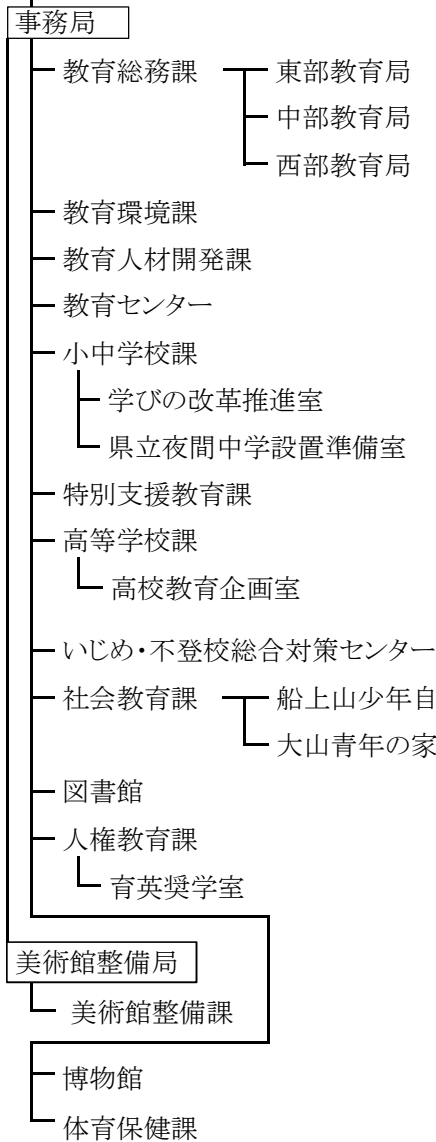 事務局
教育総務課 東部教育局
中部教育局
西部教育局
教育環境課
教育人材開発課
教育センター
小中学校課
学びの改革推進室
県立夜間中学設置準備室
特別支援教育課
高等学校課
高校教育企画室
いじめ・不登校総合対策センター
社会教育課 船上山少年自
大山青年の家
図書館
人権教育課
育英奨学室
美術館整備局
美術館整備課
博物館
体育保健課